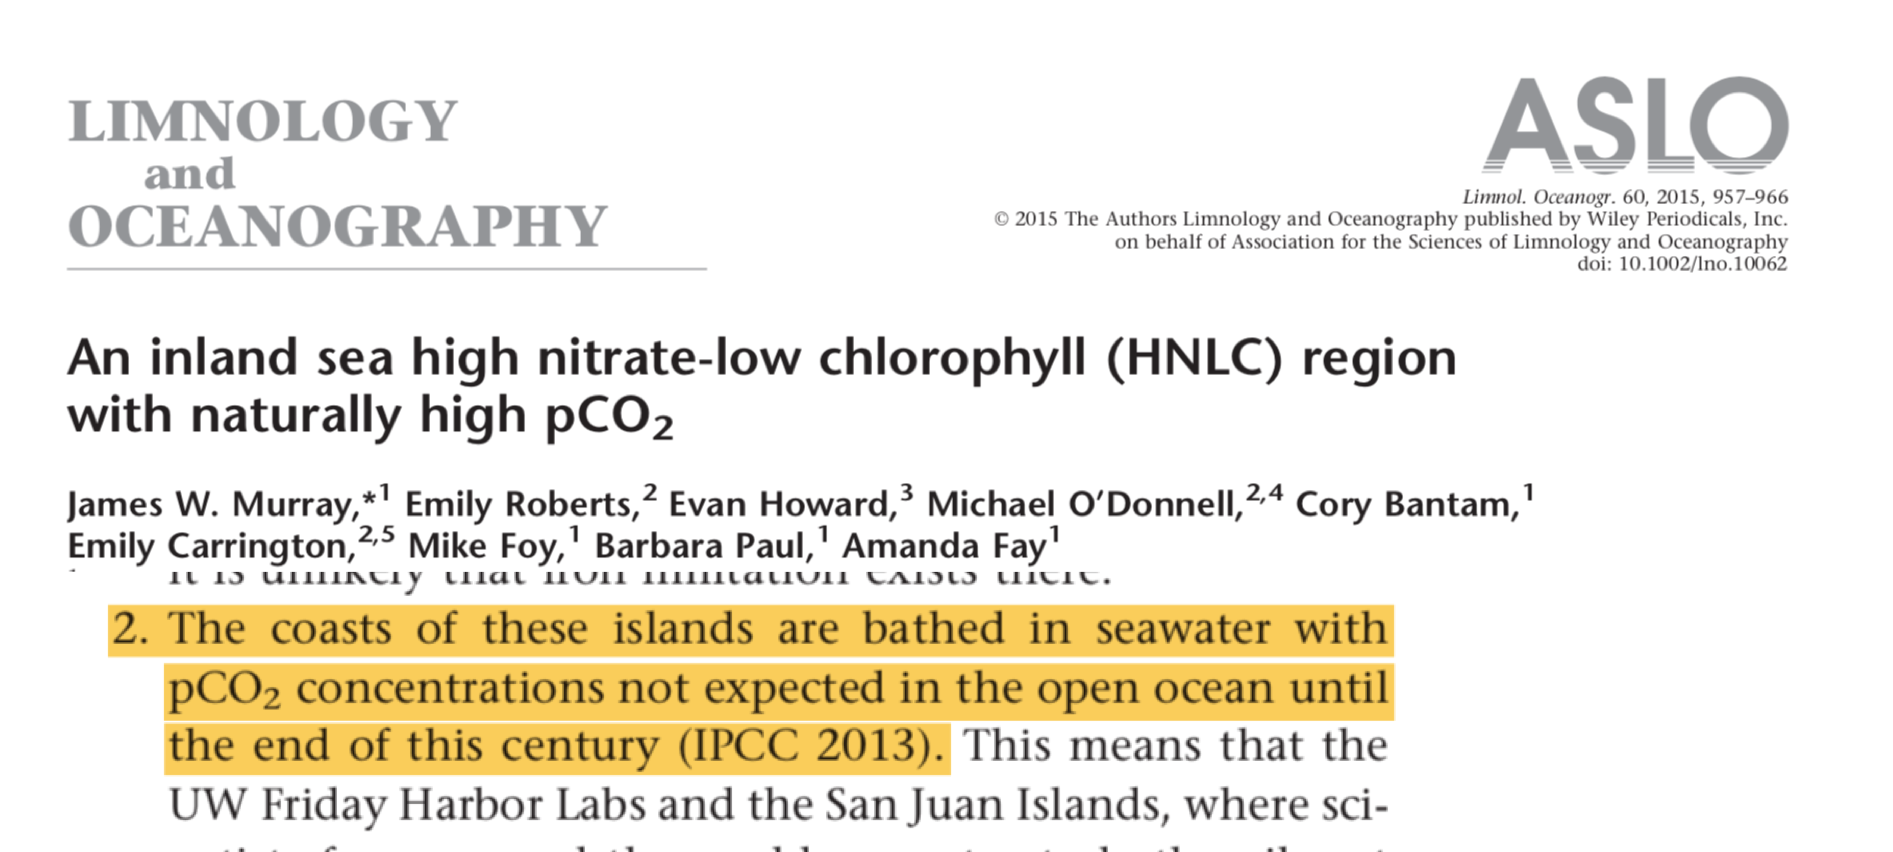 LIMNOLOGY
and
OCEANOGRAPHY
ASLO
Limnol. Oceanogr. 60, 2015, 957–966
© 2015 The Authors Limnology and Oceanography published by Wiley Periodicals, Inc.
on behalf of Association for the Sciences of Limnology and Oceanography
doi: 10.1002/lno.10062
An inland sea high nitrate-low chlorophyll (HNLC) region
with naturally high pCO₂
James W. Murray,*¹ Emily Roberts,² Evan Howard,³ Michael O’Donnell,²,⁴ Cory Bantam,¹
Emily Carrington,²,⁵ Mike Foy,¹ Barbara Paul,¹ Amanda Fay¹
it is unlikely that iron limitation exists there.
2. The coasts of these islands are bathed in seawater with
pCO₂ concentrations not expected in the open ocean until
the end of this century (IPCC 2013). This means that the
UW Friday Harbor Labs and the San Juan Islands, where sci-